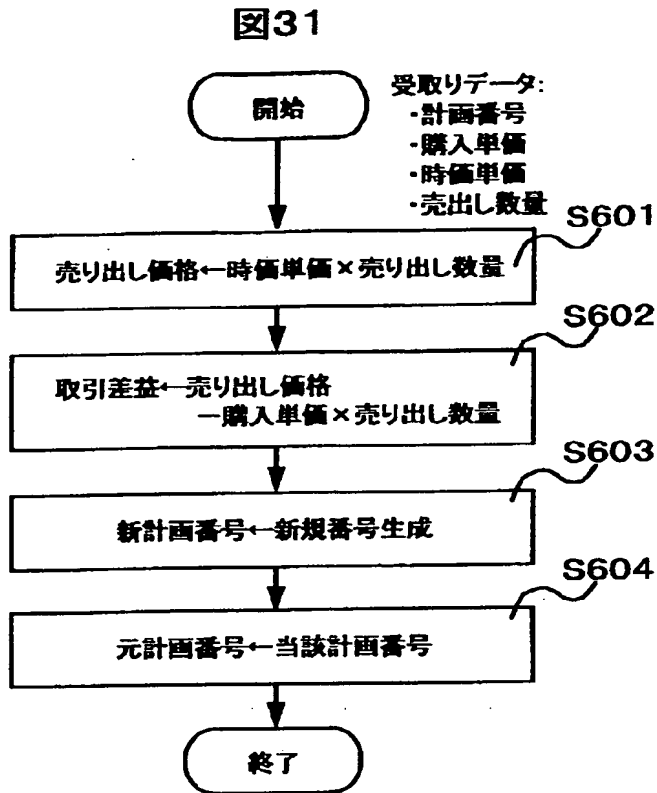 図31
開始
受取りデータ:
・計画番号
・購入単価
・時価単価
・売出し数量
S601
売り出し価格←時価単価×売り出し数量
S602
取引差益←売り出し価格
－購入単価×売り出し数量
S603
新計画番号←新規番号生成
S604
元計画番号←当該計画番号
終了